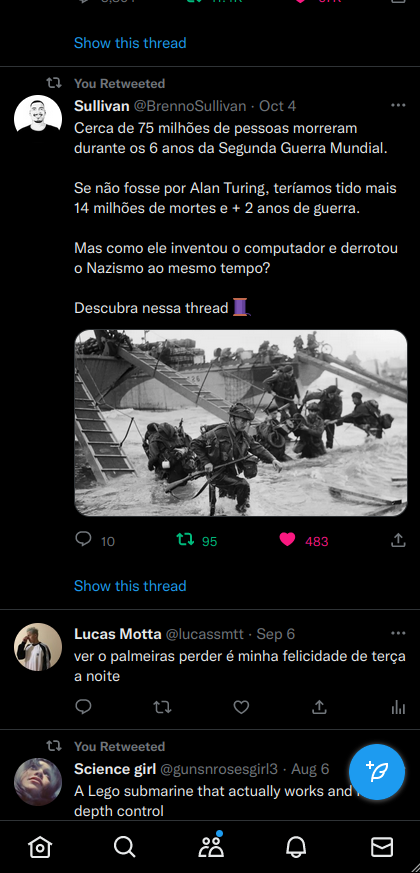 Show this thread
You Retweeted
Sullivan @BrennoSullivan · Oct 4
Cerca de 75 milhões de pessoas morreram
durante os 6 anos da Segunda Guerra Mundial.
Se não fosse por Alan Turing, teríamos tido mais
14 milhões de mortes e + 2 anos de guerra.
Mas como ele inventou o computador e derrotou
o Nazismo ao mesmo tempo?
Descubra nessa thread 🧵
10 95 483
Show this thread
Lucas Motta @lucassmtt · Sep 6
ver o palmeiras perder é minha felicidade de terça
a noite
You Retweeted
Science girl @gunsnrosesgirl3 · Aug 6
A Lego submarine that actually works and
depth control